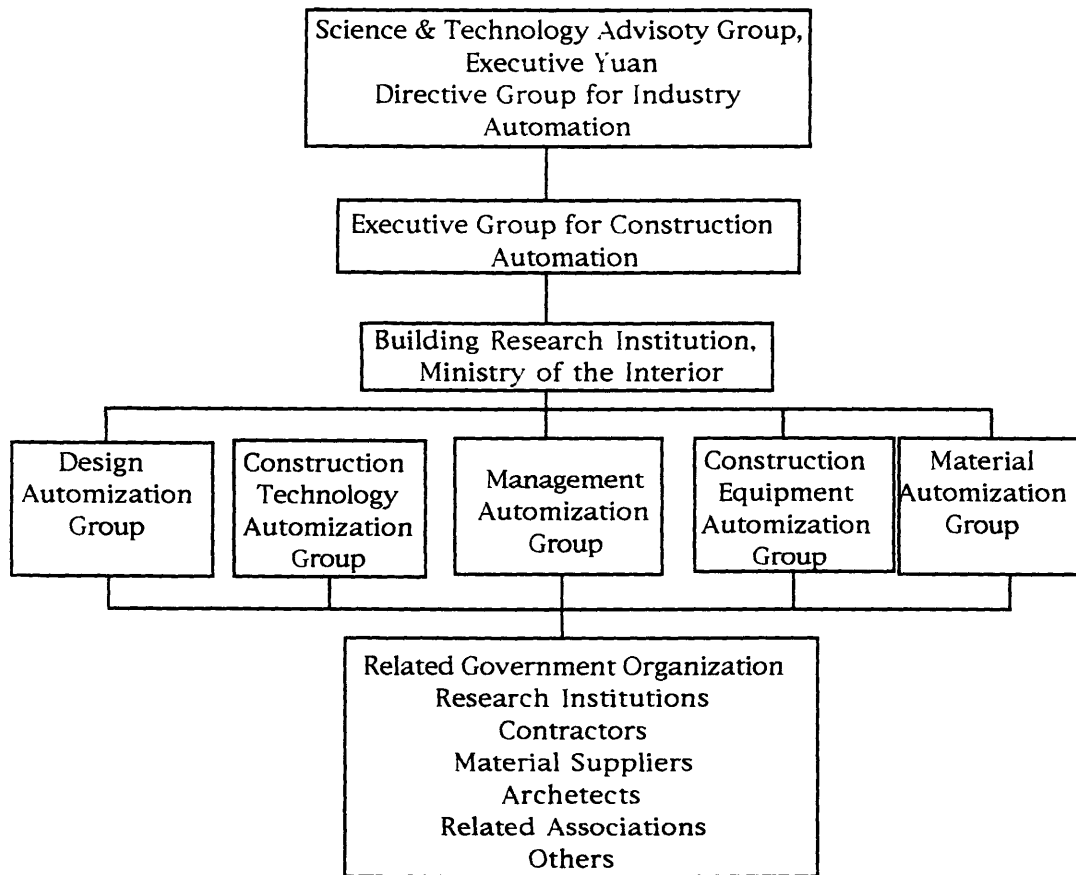 Science & Technology Advisoty Group,
Executive Yuan
Directive Group for Industry
Automation
Executive Group for Construction
Automation
Building Research Institution,
Ministry of the Interior
Design
Automization
Group
Construction
Technology
Automization
Group
Management
Automization
Group
Construction
Equipment
Automization
Group
Material
Automization
Group
Related Government Organization
Research Institutions
Contractors
Material Suppliers
Archetects
Related Associations
Others